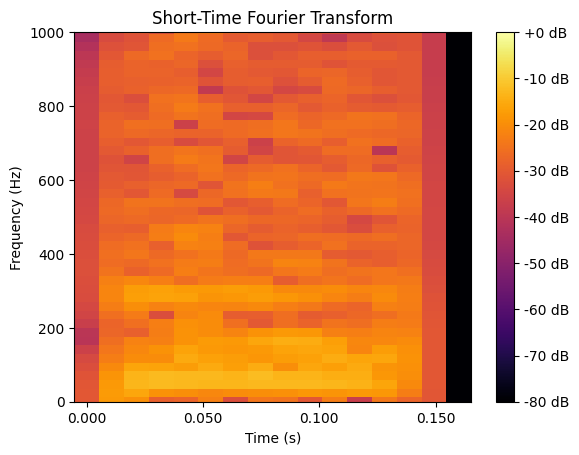 Short-Time Fourier Transform
Frequency (Hz)
1000
800
600
400
200
0
0.000 0.050 0.100 0.150
Time (s)
+0 dB
-10 dB
-20 dB
-30 dB
-40 dB
-50 dB
-60 dB
-70 dB
-80 dB